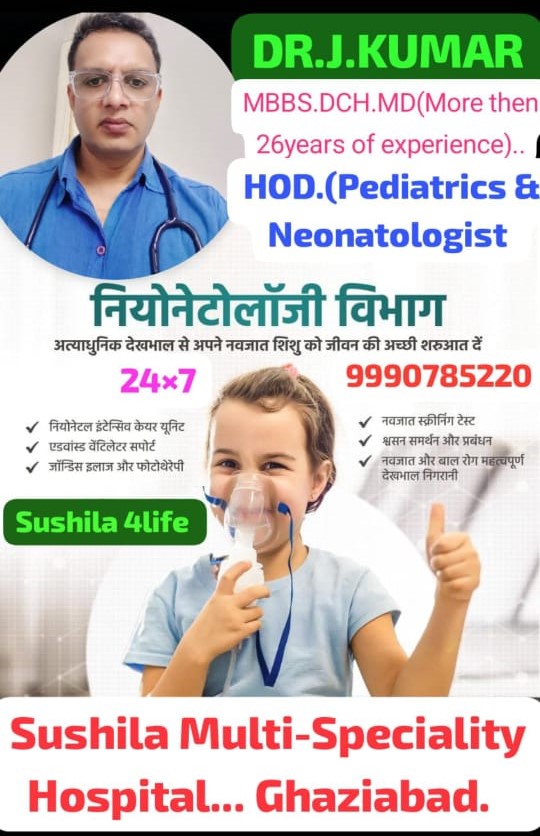 DR.J.KUMAR
MBBS.DCH.MD(More then
26years of experience)..
HOD.(Pediatrics &
Neonatologist
नियोनेटोलॉजी विभाग
अत्याधुनिक देखभाल से अपने नवजात शिशु को जीवन की अच्छी शरुआत दें
24×7
9990785220
नियोनेटल इंटेन्सिव केयर यूनिट
एडवांस्ड वेंटिलेटर सपोर्ट
जॉन्डिस इलाज और फोटोथेरेपी
नवजात स्क्रीनिंग टेस्ट
श्वसन समर्थन और प्रबंधन
नवजात और बाल रोग महत्वपूर्ण
देखभाल निगरानी
Sushila 4life
Sushila Multi-Speciality
Hospital... Ghaziabad.